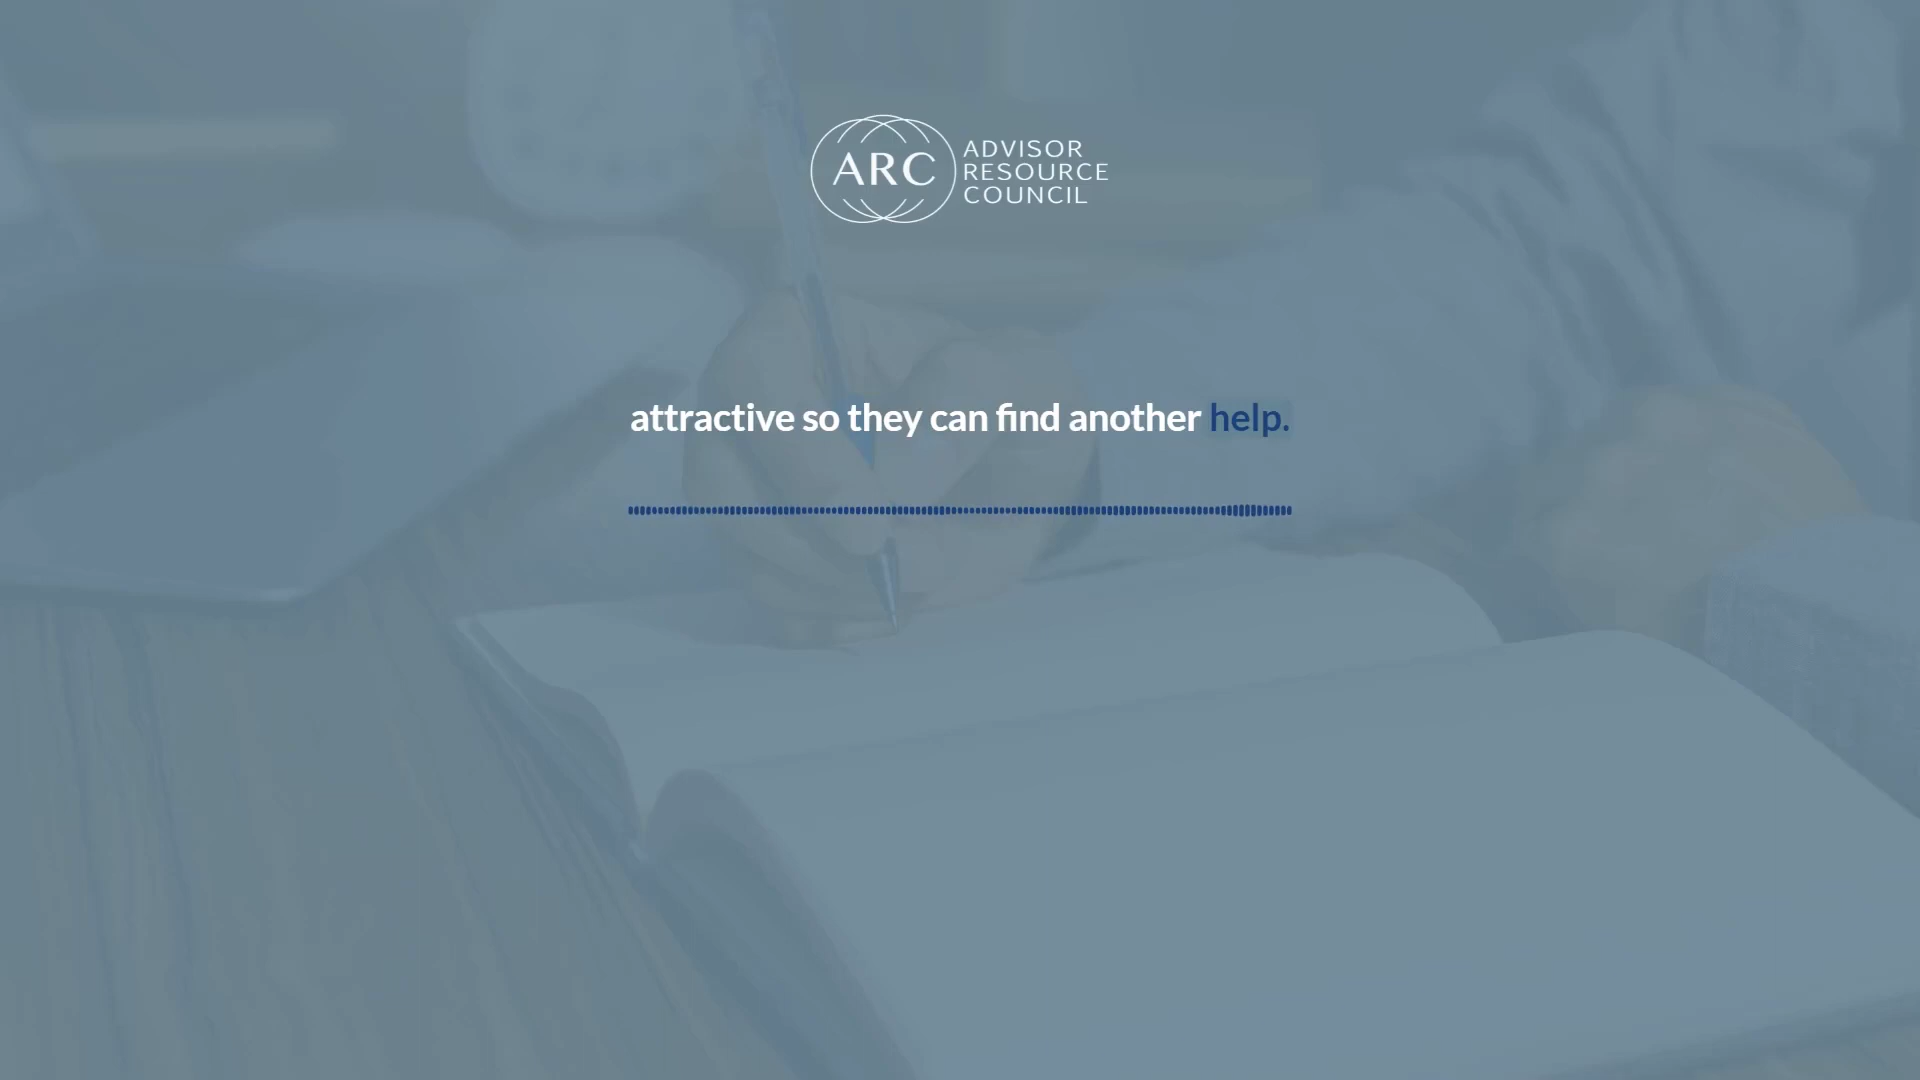 ARC
ADVISOR
RESOURCE
COUNCIL
attractive so they can find another help.